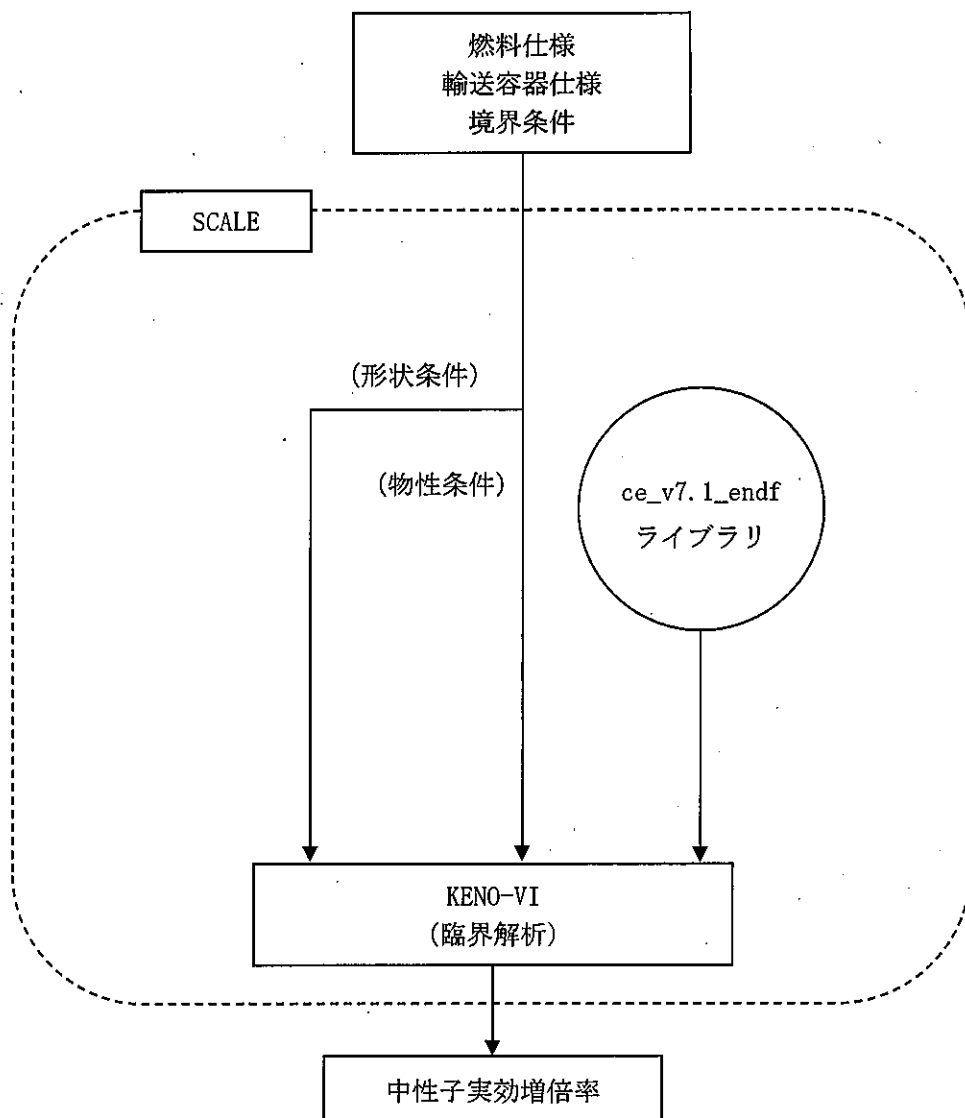 燃料仕様
輸送容器仕様
境界条件
SCALE
(形状条件)
(物性条件)
ce_v7.1_endf
ライブラリ
KENO-VI
(臨界解析)
中性子実効増倍率